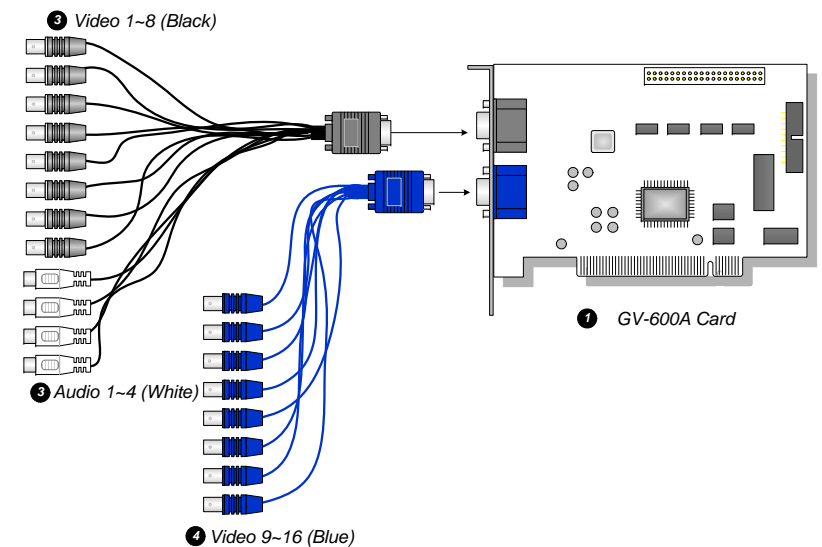 3 Video 1~8 (Black)
1 GV-600A Card
3 Audio 1~4 (White)
4 Video 9~16 (Blue)